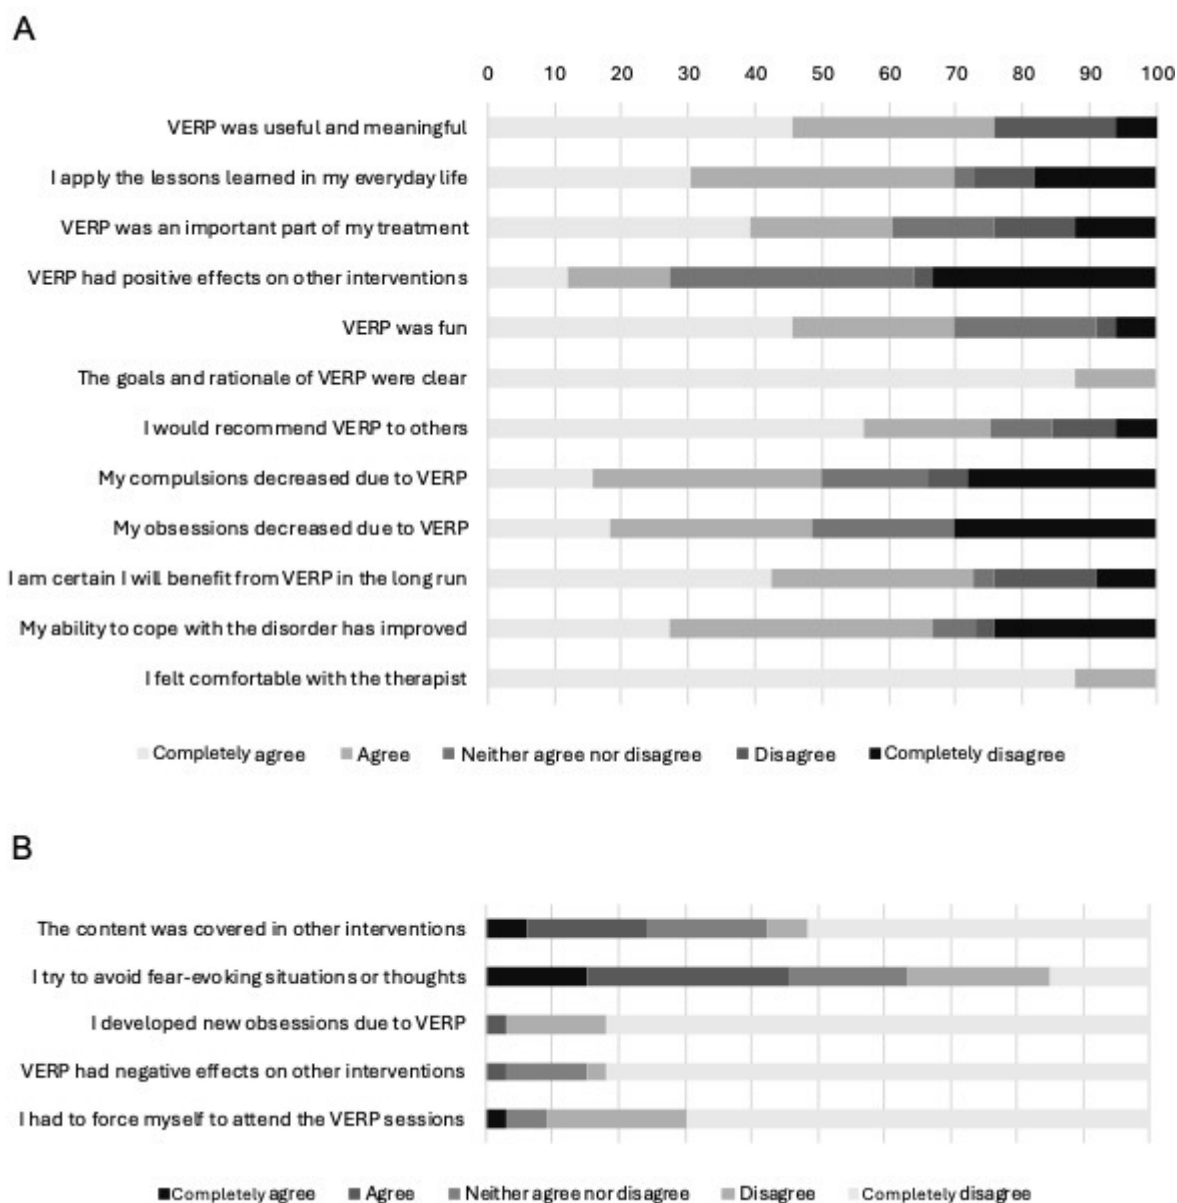 A
0 10 20 30 40 50 60 70 80 90 100
VERP was useful and meaningful
I apply the lessons learned in my everyday life
VERP was an important part of my treatment
VERP had positive effects on other interventions
VERP was fun
The goals and rationale of VERP were clear
I would recommend VERP to others
My compulsions decreased due to VERP
My obsessions decreased due to VERP
I am certain I will benefit from VERP in the long run
My ability to cope with the disorder has improved
I felt comfortable with the therapist
Completely agree Agree Neither agree nor disagree Disagree Completely disagree
B
The content was covered in other interventions
I try to avoid fear-evoking situations or thoughts
I developed new obsessions due to VERP
VERP had negative effects on other interventions
I had to force myself to attend the VERP sessions
Completely agree Agree Neither agree nor disagree Disagree Completely disagree